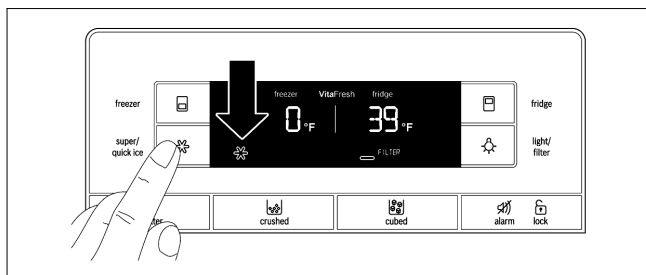 freezer
super/
quick ice
freezer VitaFresh fridge
0 °F 39 °F
FILTER
fridge
light/
filter
crushed
cubed
alarm lock